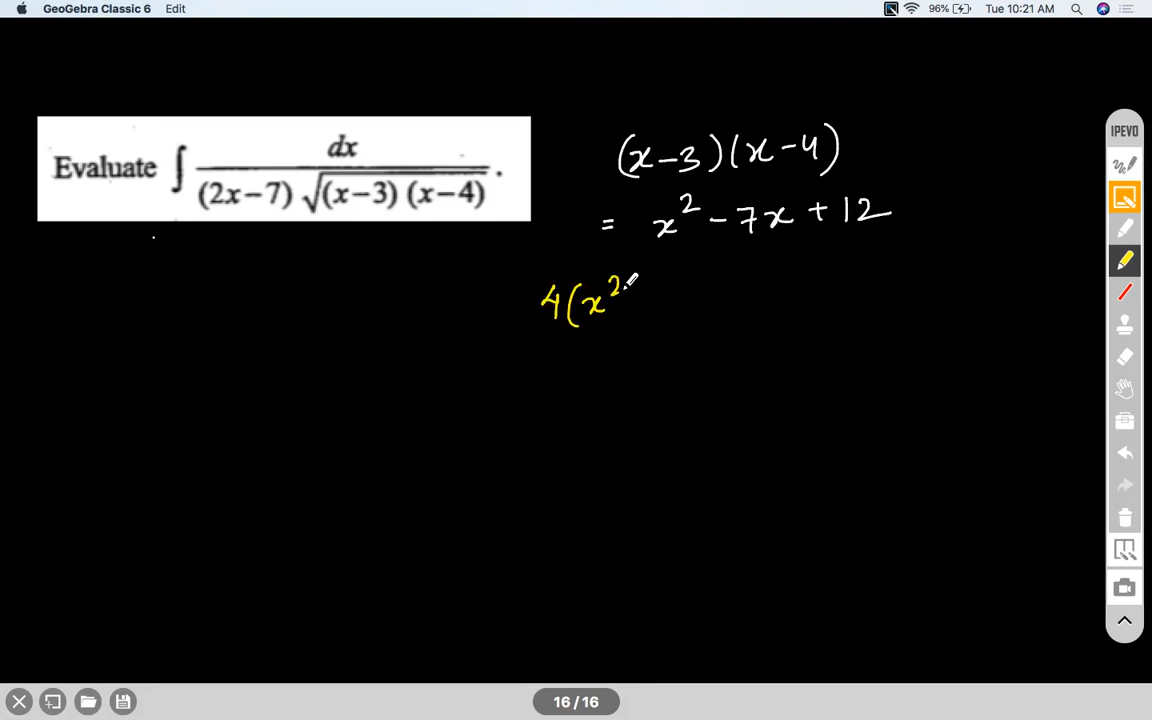 GeoGebra Classic 6 Edit 96% Tue 10:21 AM
Evaluate ∫ dx / (2x−7) √(x−3) (x−4) .
(x−3)(x−4)
= x² − 7x + 12
4(x²
IPEVO
16 / 16